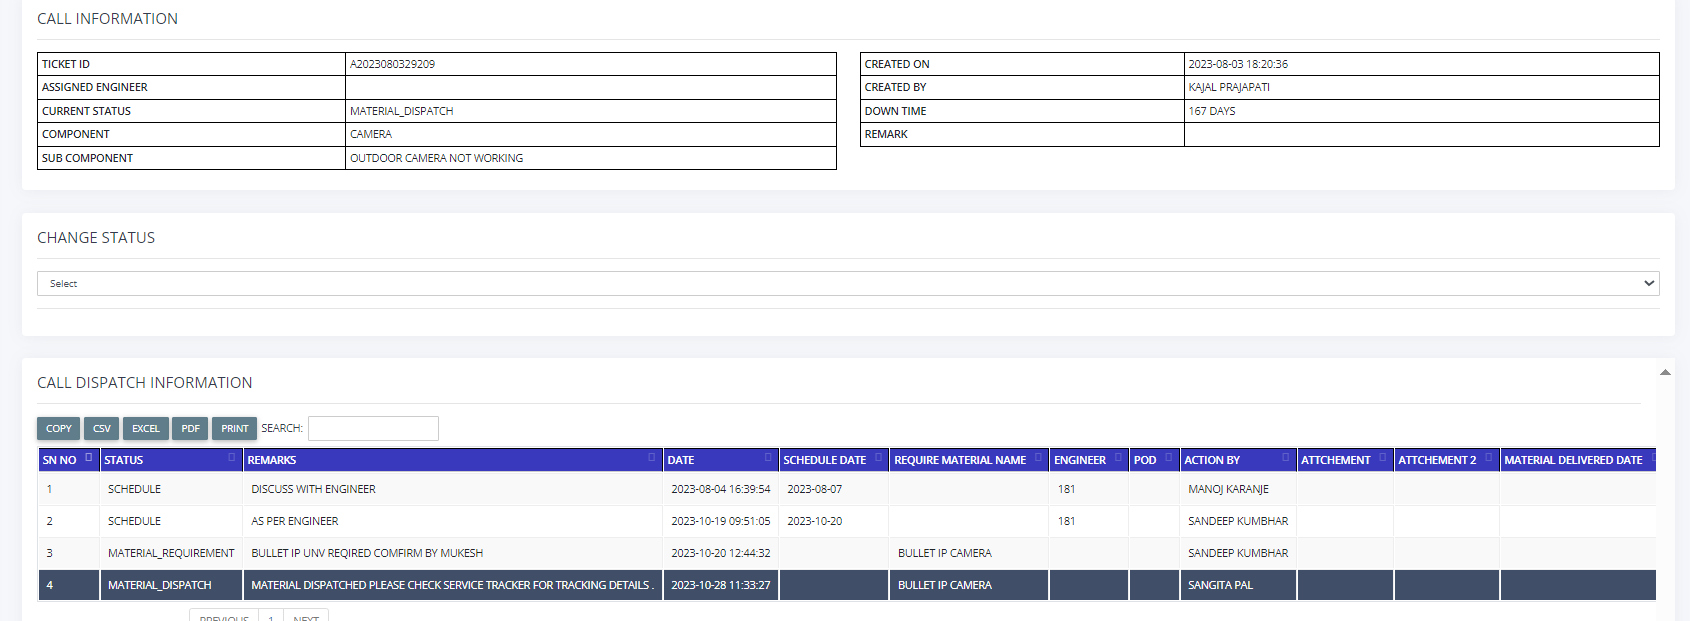 CALL INFORMATION
TICKET ID A2023080329209
ASSIGNED ENGINEER
CURRENT STATUS MATERIAL_DISPATCH
COMPONENT CAMERA
SUB COMPONENT OUTDOOR CAMERA NOT WORKING
CREATED ON 2023-08-03 18:20:36
CREATED BY KAJAL PRAJAPATI
DOWN TIME 167 DAYS
REMARK
CHANGE STATUS
Select
CALL DISPATCH INFORMATION
COPY CSV EXCEL PDF PRINT SEARCH:
SN NO STATUS REMARKS DATE SCHEDULE DATE REQUIRE MATERIAL NAME ENGINEER POD ACTION BY ATTCHEMENT ATTCHEMENT 2 MATERIAL DELIVERED DATE
1 SCHEDULE DISCUSS WITH ENGINEER 2023-08-04 16:39:54 2023-08-07 181 MANOJ KARANJE
2 SCHEDULE AS PER ENGINEER 2023-10-19 09:51:05 2023-10-20 181 SANDEEP KUMBHAR
3 MATERIAL_REQUIREMENT BULLET IP UNV REQIRED COMFIRM BY MUKESH 2023-10-20 12:44:32 BULLET IP CAMERA SANDEEP KUMBHAR
4 MATERIAL_DISPATCH MATERIAL DISPATCHED PLEASE CHECK SERVICE TRACKER FOR TRACKING DETAILS . 2023-10-28 11:33:27 BULLET IP CAMERA SANGITA PAL
PREVIOUS 1 NEXT